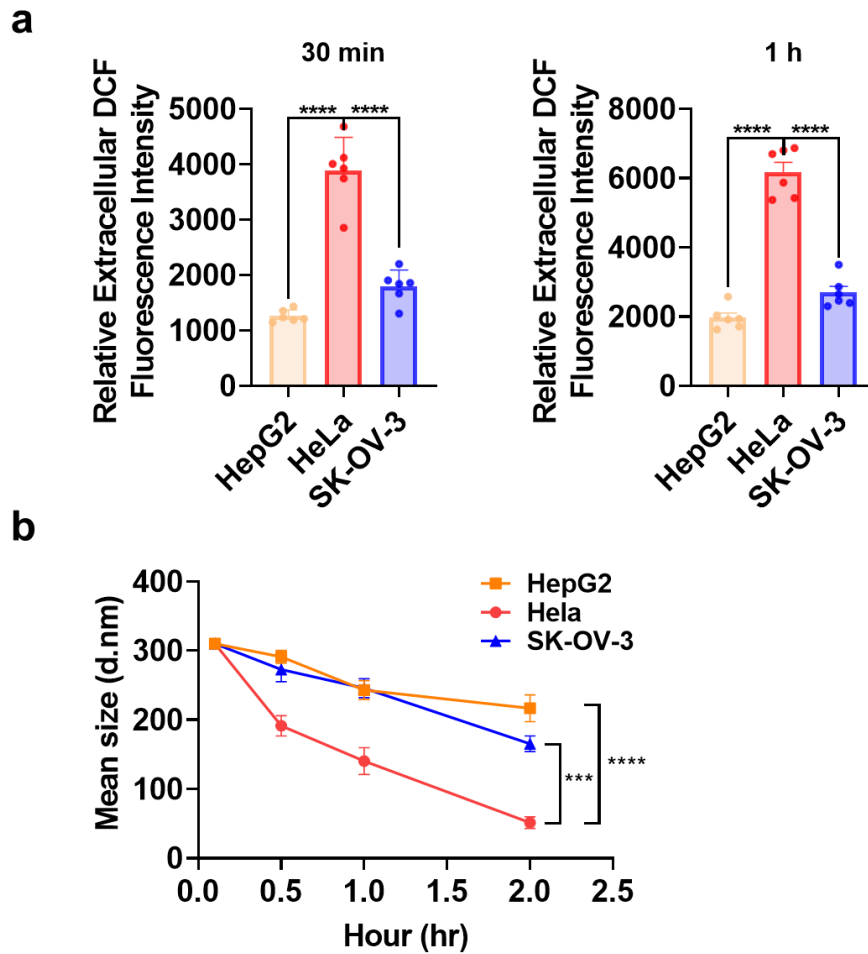 a
30 min
Relative Extracellular DCF
Fluorescence Intensity
5000
4000
3000
2000
1000
0
**** ****
HepG2
HeLa
SK-OV-3
1 h
Relative Extracellular DCF
Fluorescence Intensity
8000
6000
4000
2000
0
**** ****
HepG2
HeLa
SK-OV-3
b
Mean size (d.nm)
400
300
200
100
0
HepG2
Hela
SK-OV-3
***
****
0.0 0.5 1.0 1.5 2.0 2.5
Hour (hr)